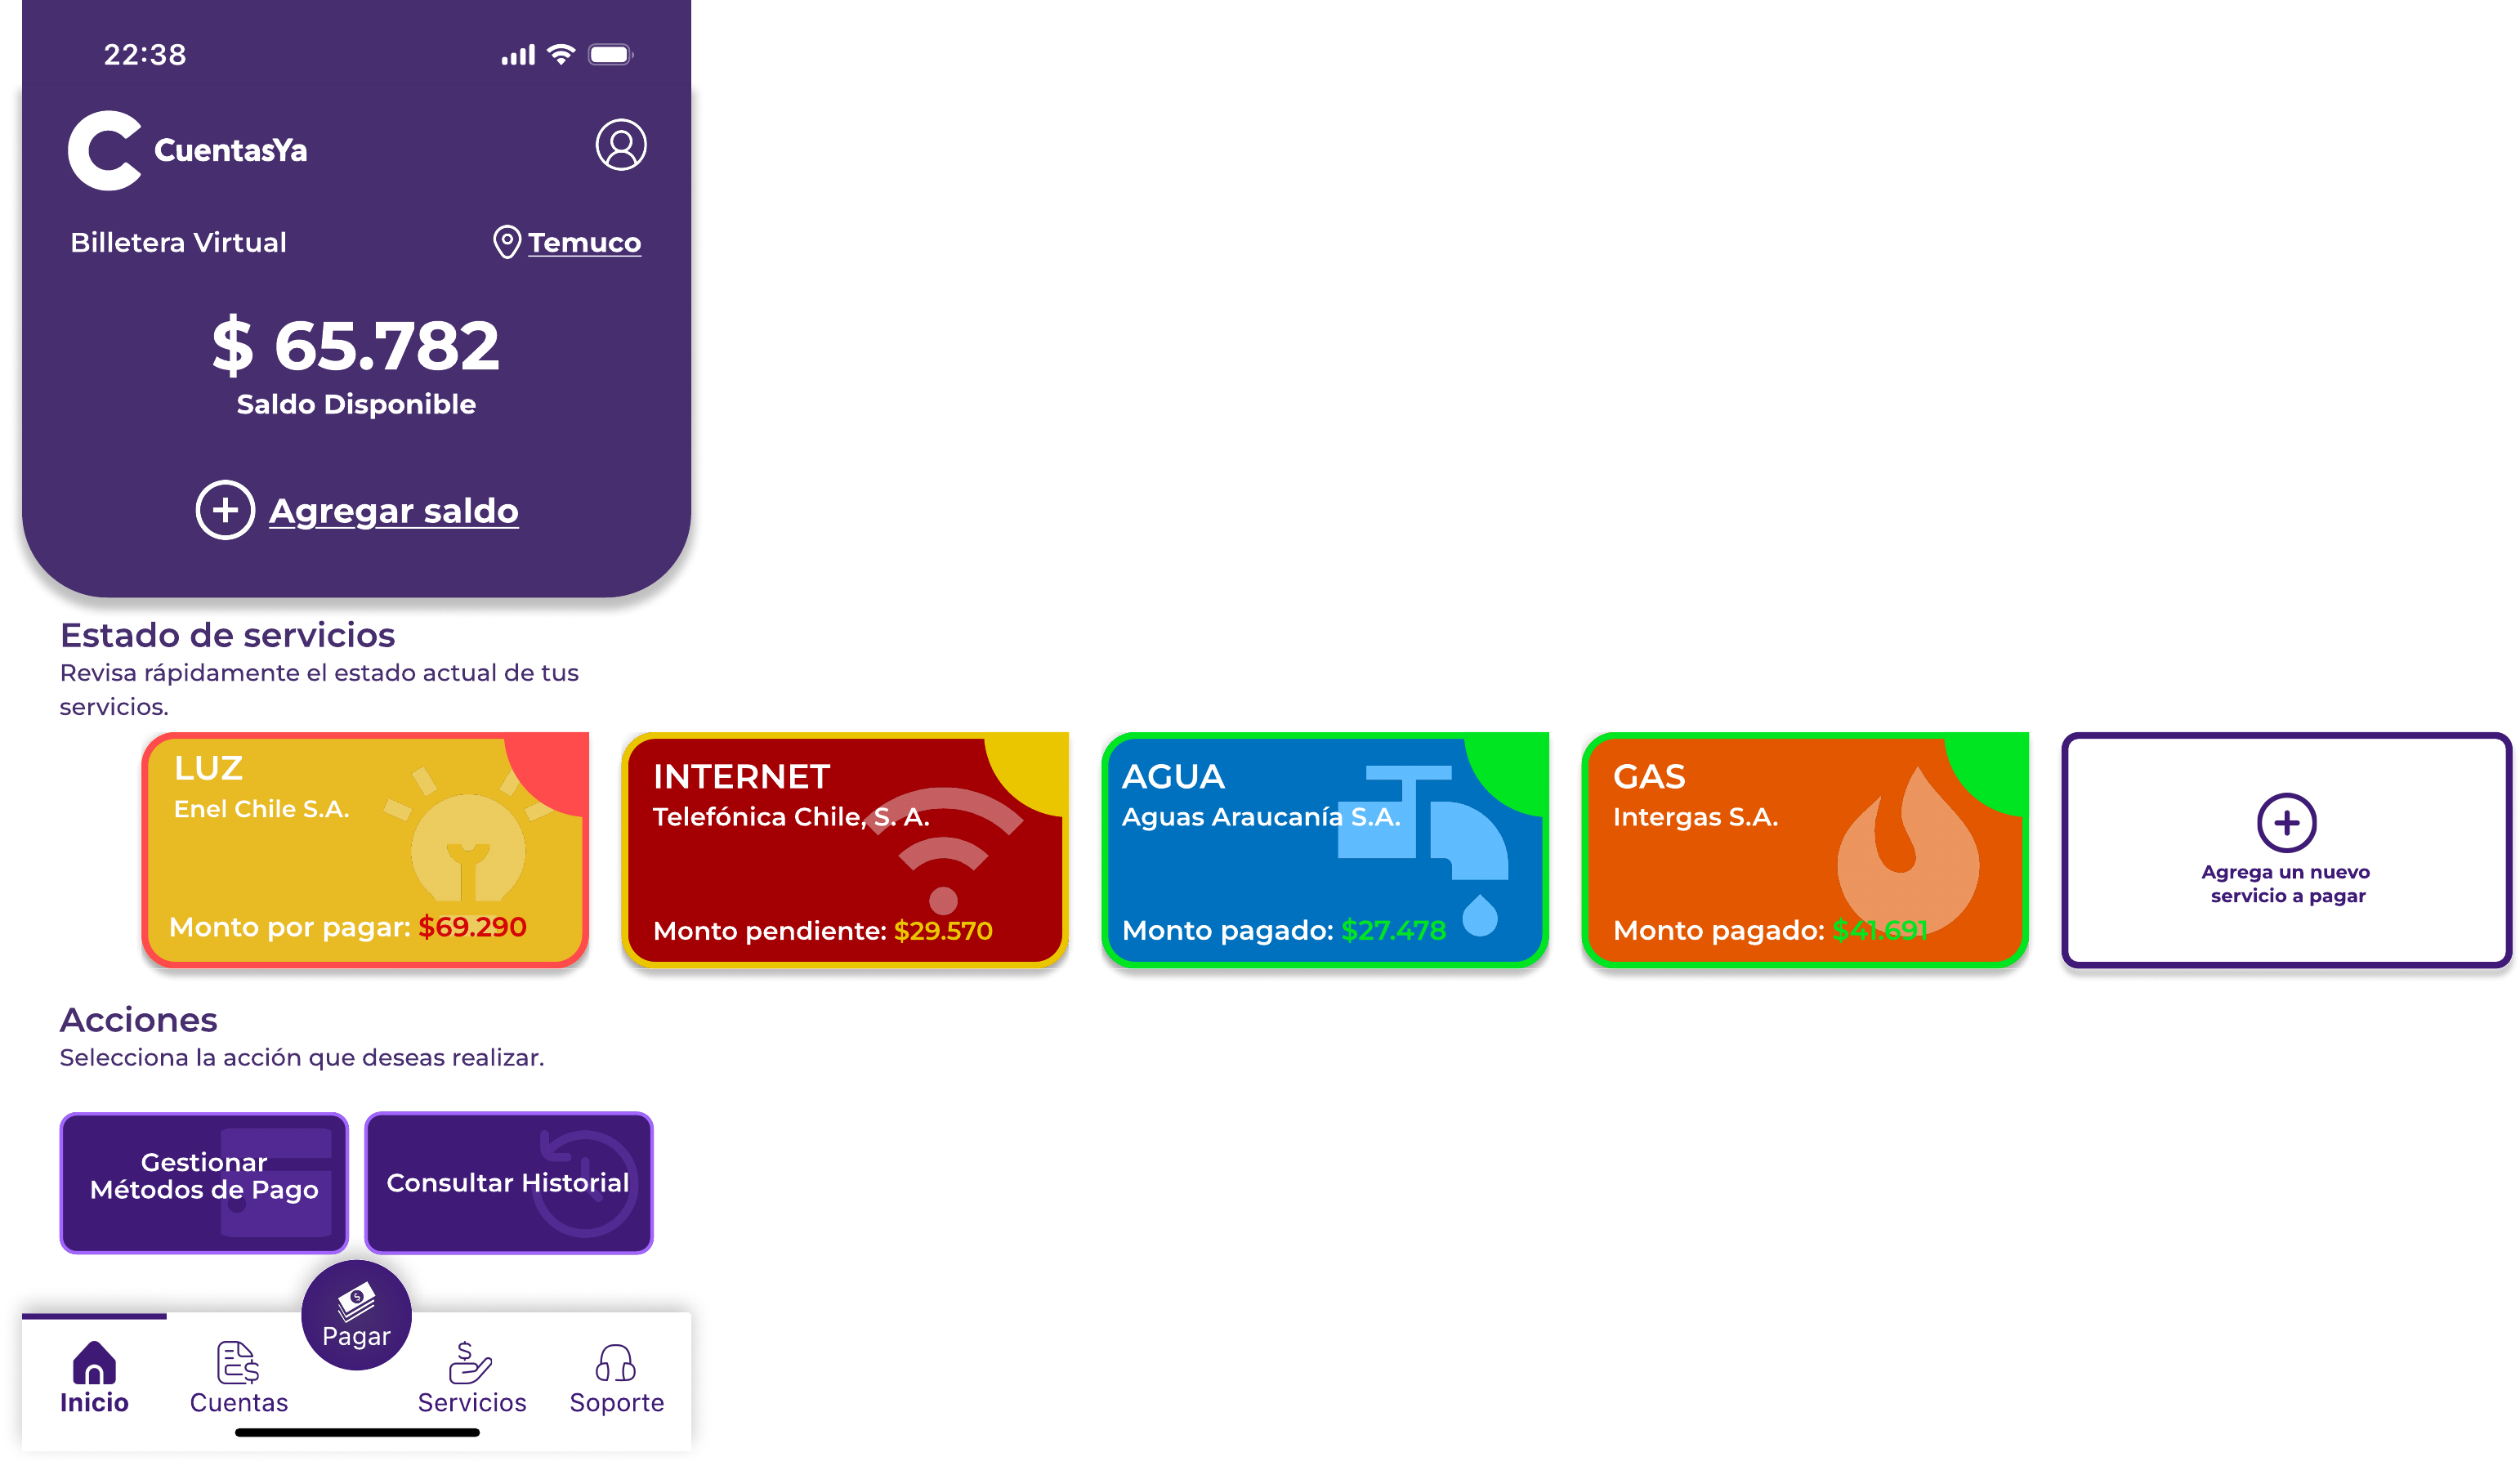 22:38
CuentasYa
Billetera Virtual
Temuco
$ 65.782
Saldo Disponible
Agregar saldo
Estado de servicios
Revisa rápidamente el estado actual de tus
servicios.
LUZ
Enel Chile S.A.
Monto por pagar: $69.290
INTERNET
Telefónica Chile, S. A.
Monto pendiente: $29.570
AGUA
Aguas Araucanía S.A.
Monto pagado: $27.478
GAS
Intergas S.A.
Monto pagado: $41.691
Agrega un nuevo
servicio a pagar
Acciones
Selecciona la acción que deseas realizar.
Gestionar
Métodos de Pago
Consultar Historial
Pagar
Inicio
Cuentas
Servicios
Soporte